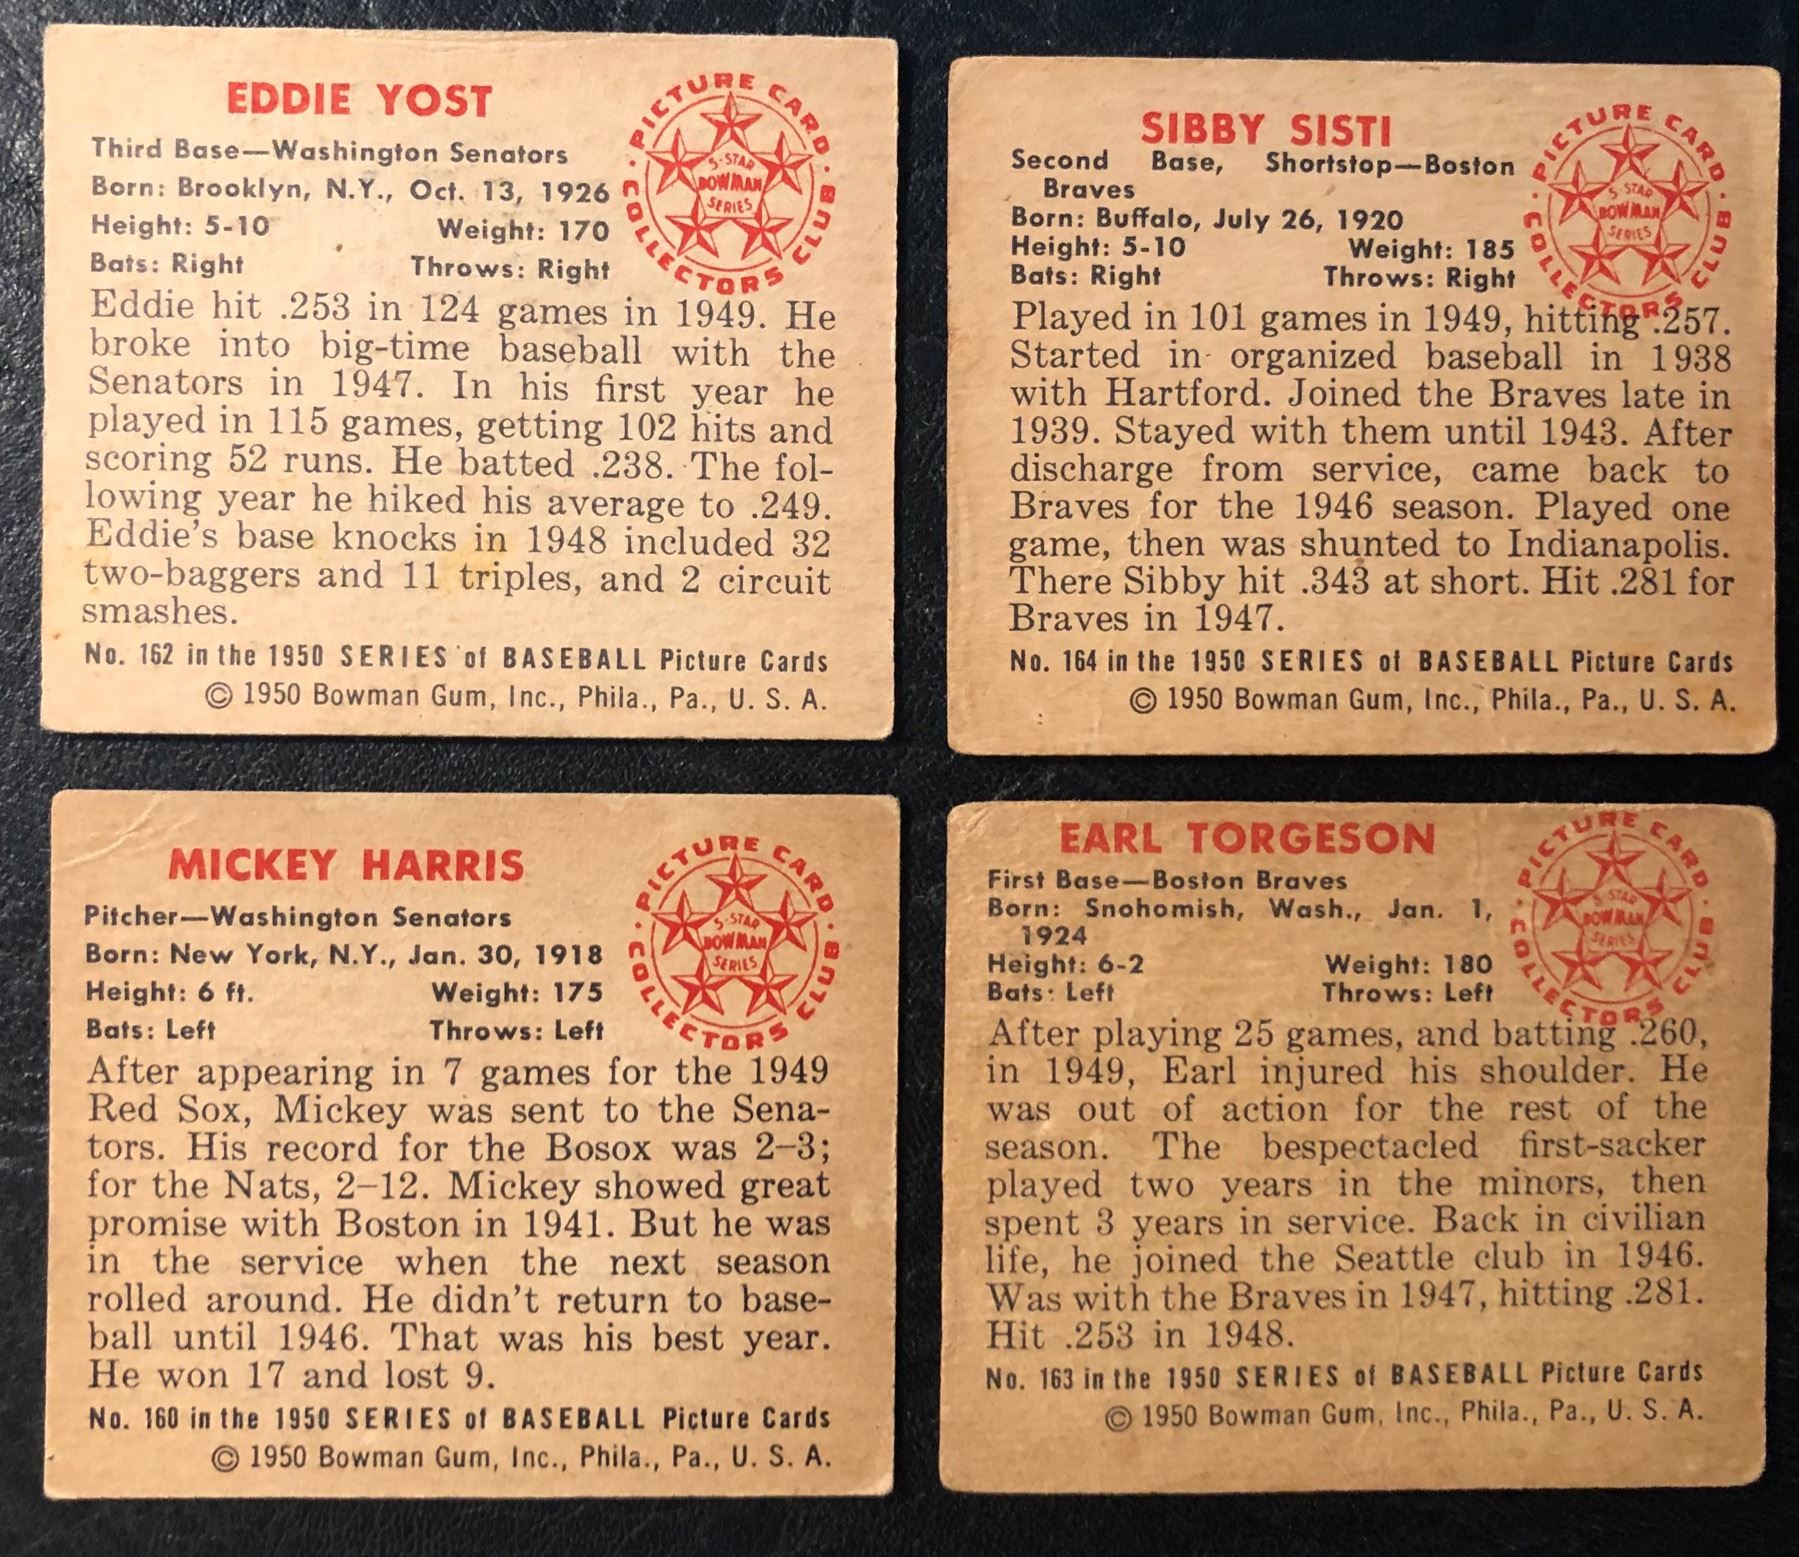 EDDIE YOST
Third Base—Washington Senators
Born: Brooklyn, N.Y., Oct. 13, 1926
Height: 5-10 Weight: 170
Bats: Right Throws: Right
PICTURE CARD COLLECTORS CLUB
5-STAR
BOWMAN
SERIES
Eddie hit .253 in 124 games in 1949. He
broke into big-time baseball with the
Senators in 1947. In his first year he
played in 115 games, getting 102 hits and
scoring 52 runs. He batted .238. The fol-
lowing year he hiked his average to .249.
Eddie's base knocks in 1948 included 32
two-baggers and 11 triples, and 2 circuit
smashes.
No. 162 in the 1950 SERIES of BASEBALL Picture Cards
© 1950 Bowman Gum, Inc., Phila., Pa., U. S. A.
SIBBY SISTI
Second Base, Shortstop—Boston
Braves
Born: Buffalo, July 26, 1920
Height: 5-10 Weight: 185
Bats: Right Throws: Right
PICTURE CARD COLLECTORS CLUB
5-STAR
BOWMAN
SERIES
Played in 101 games in 1949, hitting .257.
Started in organized baseball in 1938
with Hartford. Joined the Braves late in
1939. Stayed with them until 1943. After
discharge from service, came back to
Braves for the 1946 season. Played one
game, then was shunted to Indianapolis.
There Sibby hit .343 at short. Hit .281 for
Braves in 1947.
No. 164 in the 1950 SERIES of BASEBALL Picture Cards
© 1950 Bowman Gum, Inc., Phila., Pa., U. S. A.
MICKEY HARRIS
Pitcher—Washington Senators
Born: New York, N.Y., Jan. 30, 1918
Height: 6 ft. Weight: 175
Bats: Left Throws: Left
PICTURE CARD COLLECTORS CLUB
5-STAR
BOWMAN
SERIES
After appearing in 7 games for the 1949
Red Sox, Mickey was sent to the Sena-
tors. His record for the Bosox was 2–3;
for the Nats, 2–12. Mickey showed great
promise with Boston in 1941. But he was
in the service when the next season
rolled around. He didn't return to base-
ball until 1946. That was his best year.
He won 17 and lost 9.
No. 160 in the 1950 SERIES of BASEBALL Picture Cards
© 1950 Bowman Gum, Inc., Phila., Pa., U. S. A.
EARL TORGESON
First Base—Boston Braves
Born: Snohomish, Wash., Jan. 1,
1924
Height: 6-2 Weight: 180
Bats: Left Throws: Left
PICTURE CARD COLLECTORS CLUB
5-STAR
BOWMAN
SERIES
After playing 25 games, and batting .260,
in 1949, Earl injured his shoulder. He
was out of action for the rest of the
season. The bespectacled first-sacker
played two years in the minors, then
spent 3 years in service. Back in civilian
life, he joined the Seattle club in 1946.
Was with the Braves in 1947, hitting .281.
Hit .253 in 1948.
No. 163 in the 1950 SERIES of BASEBALL Picture Cards
© 1950 Bowman Gum, Inc., Phila., Pa., U. S. A.